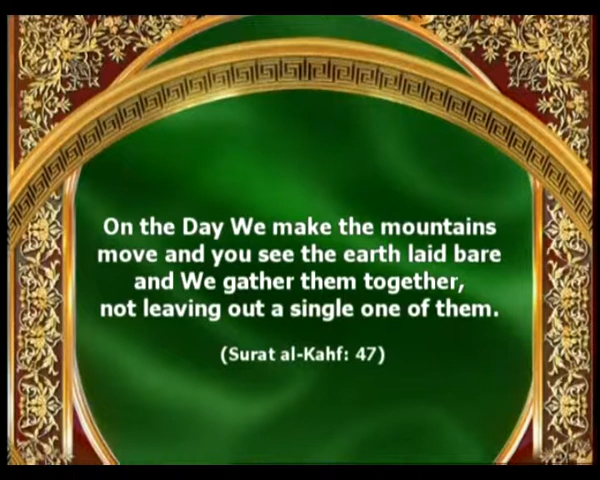 On the Day We make the mountains
move and you see the earth laid bare
and We gather them together,
not leaving out a single one of them.
(Surat al-Kahf: 47)